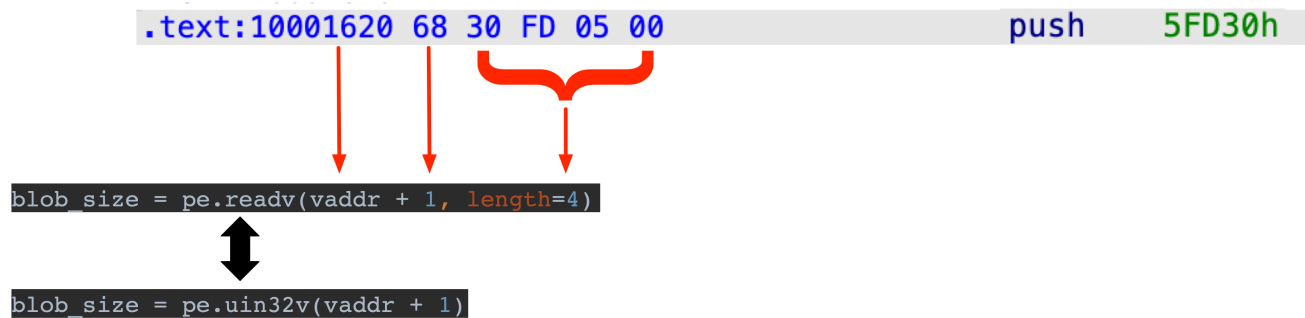 .text:10001620 68 30 FD 05 00 push 5FD30h
blob_size = pe.readv(vaddr + 1, length=4)
blob_size = pe.uin32v(vaddr + 1)